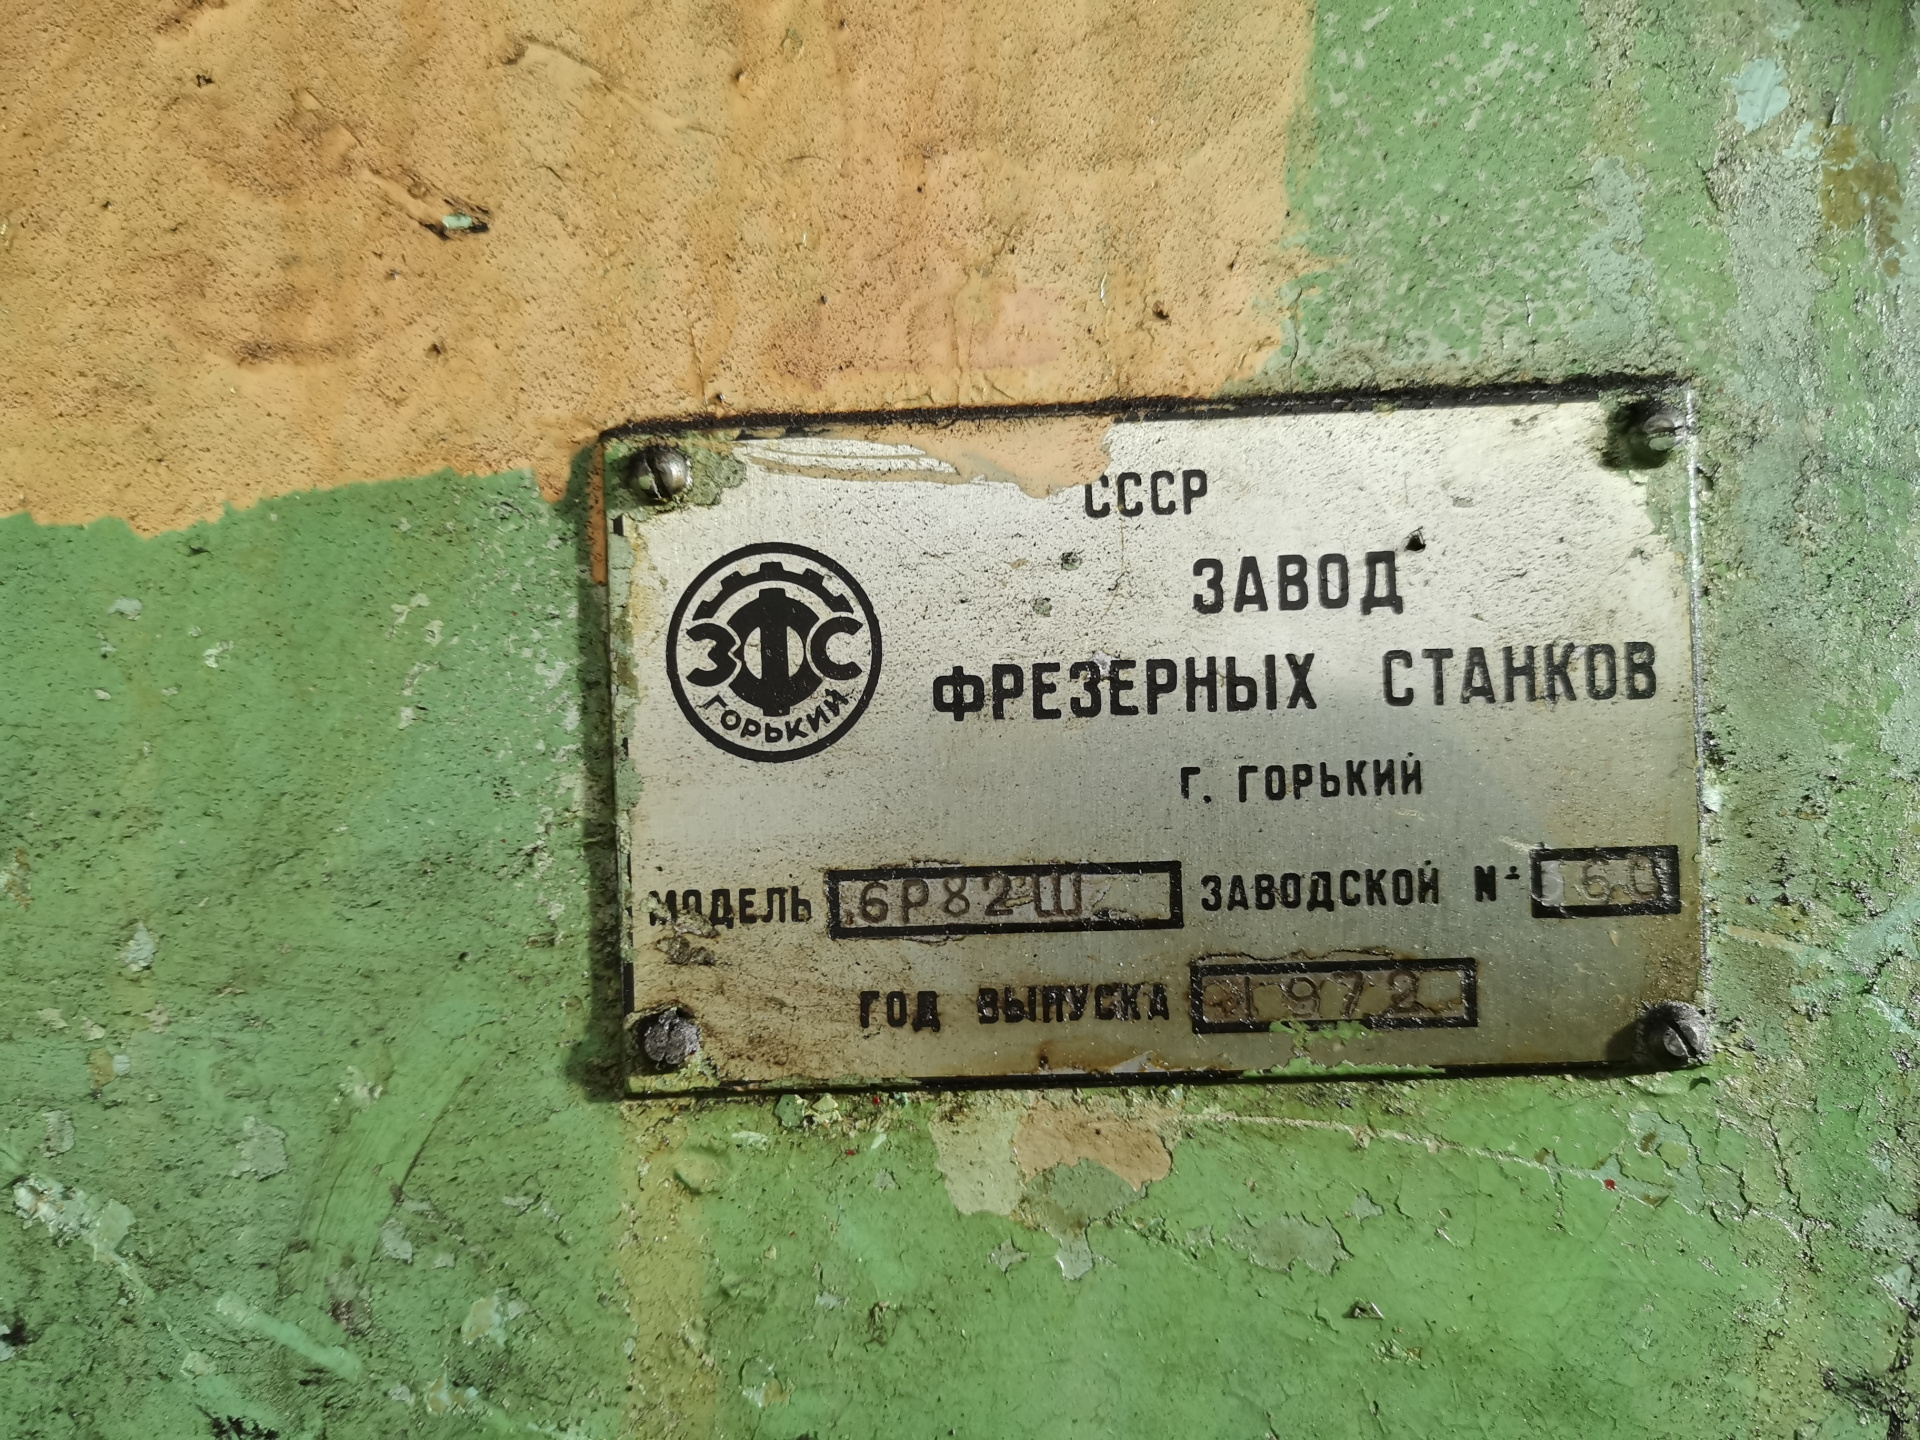 СССР
ЗФС
ГОРЬКИЙ
ЗАВОД
ФРЕЗЕРНЫХ СТАНКОВ
Г. ГОРЬКИЙ
МОДЕЛЬ 6Р82Ш ЗАВОДСКОЙ №
ГОД ВЫПУСКА 1972